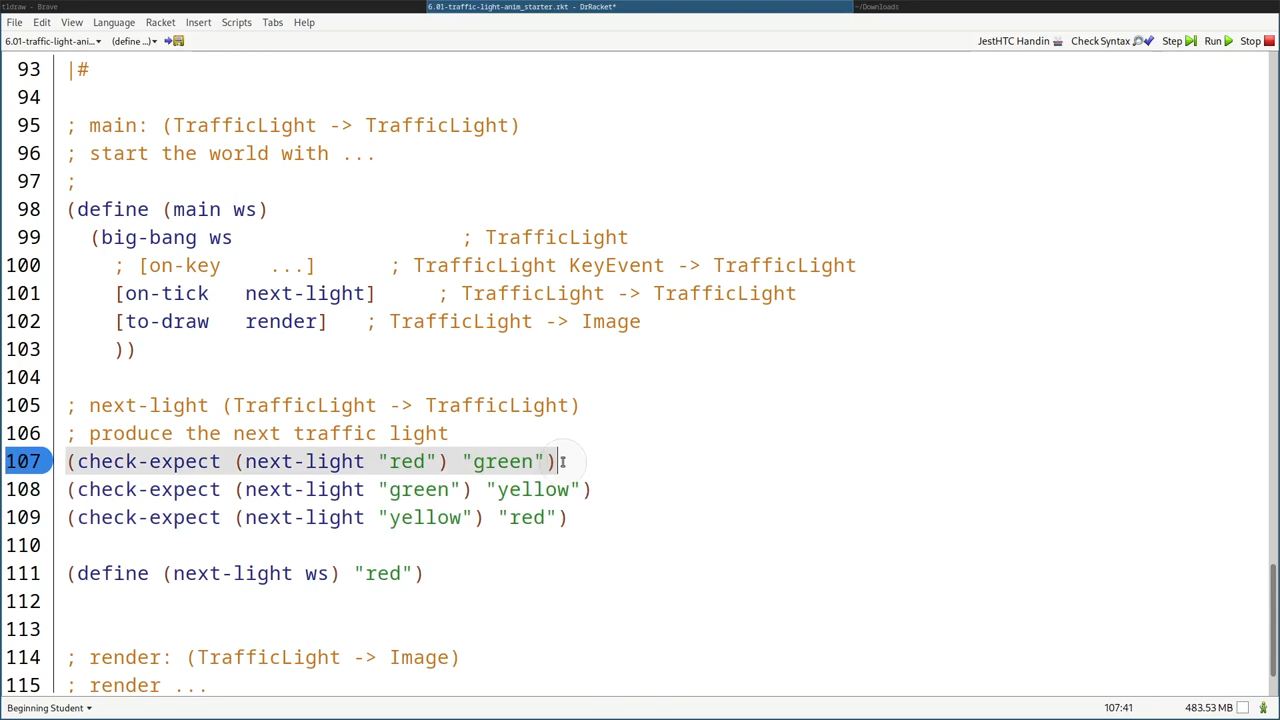 tldraw - Brave 6.01-traffic-light-anim_starter.rkt - DrRacket* ~/Downloads
File Edit View Language Racket Insert Scripts Tabs Help
6.01-traffic-light-ani...▾ (define ...)▾ JestHTC Handin Check Syntax Step Run Stop
93 |#
94
95 ; main: (TrafficLight -> TrafficLight)
96 ; start the world with ...
97 ;
98 (define (main ws)
99 (big-bang ws ; TrafficLight
100 ; [on-key ...] ; TrafficLight KeyEvent -> TrafficLight
101 [on-tick next-light] ; TrafficLight -> TrafficLight
102 [to-draw render] ; TrafficLight -> Image
103 ))
104
105 ; next-light (TrafficLight -> TrafficLight)
106 ; produce the next traffic light
107 (check-expect (next-light "red") "green")
108 (check-expect (next-light "green") "yellow")
109 (check-expect (next-light "yellow") "red")
110
111 (define (next-light ws) "red")
112
113
114 ; render: (TrafficLight -> Image)
115 ; render ...
Beginning Student ▾ 107:41 483.53 MB